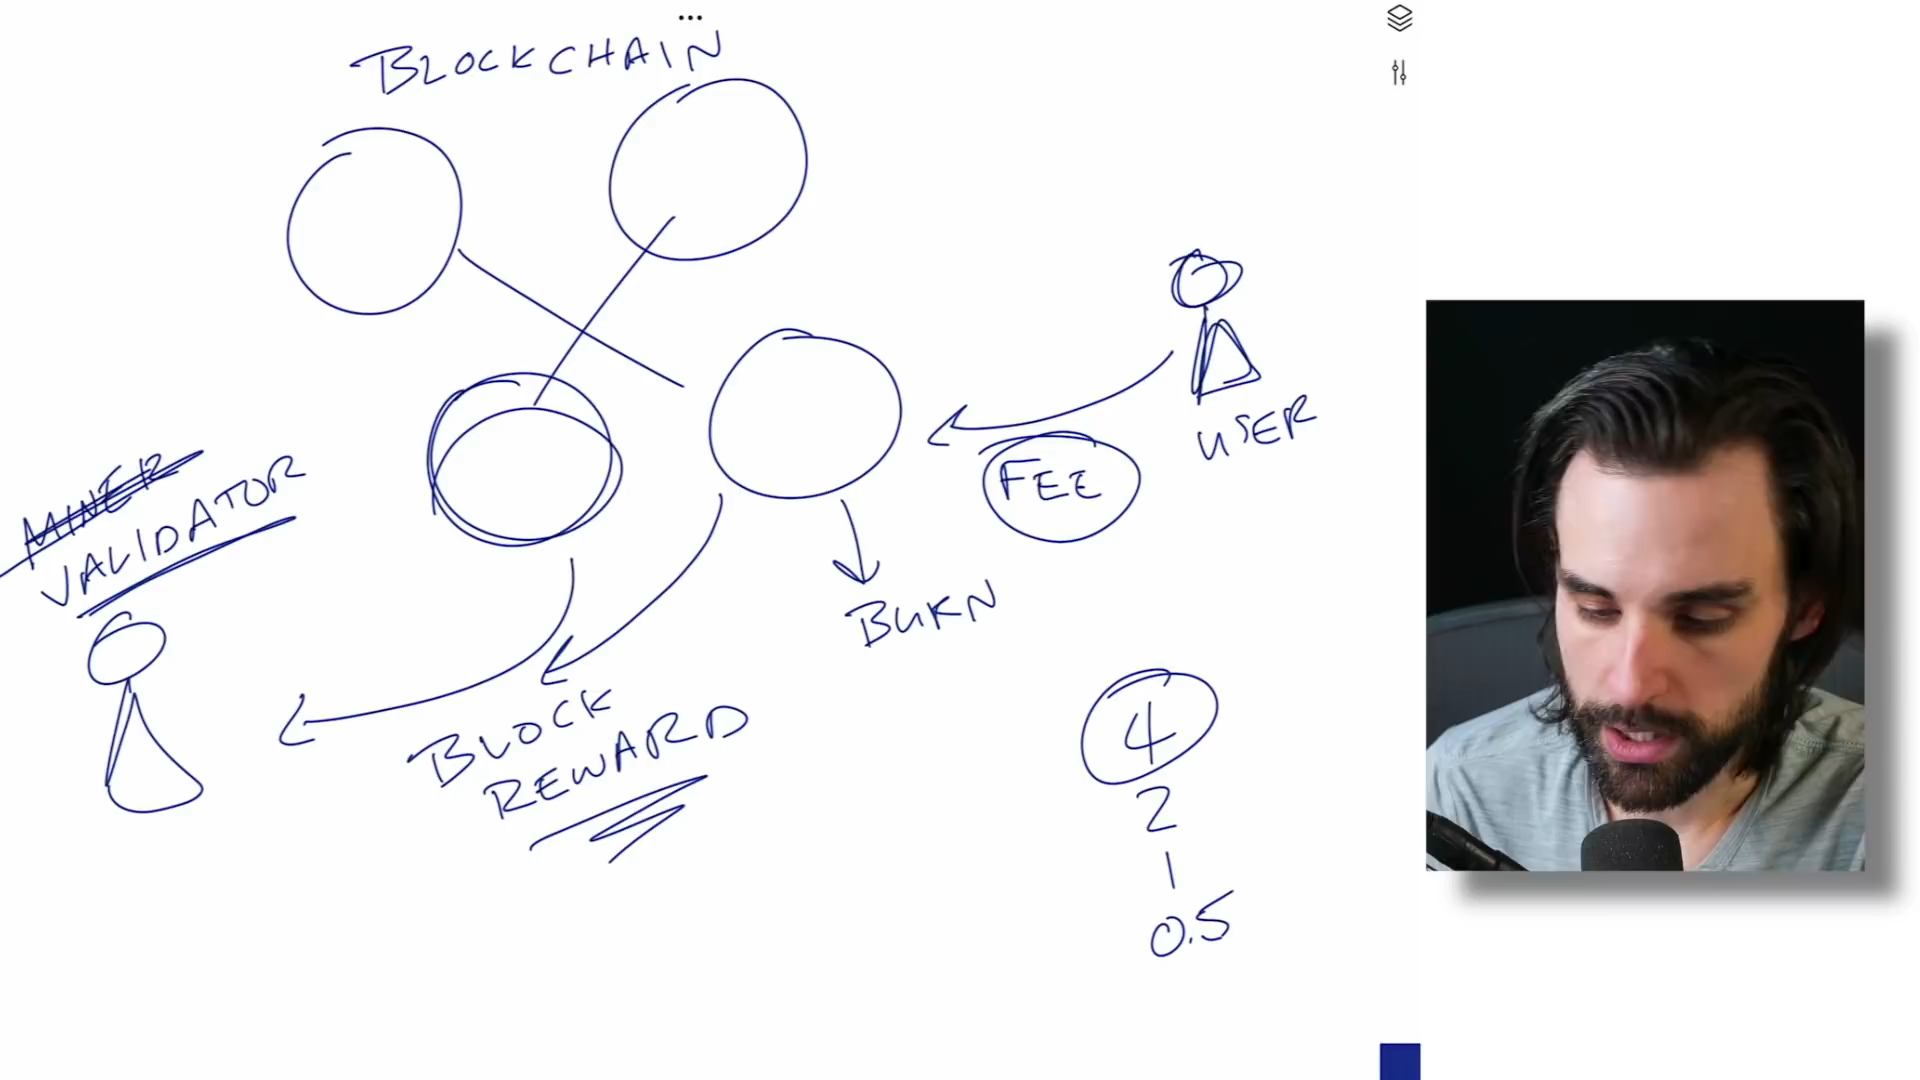 BLOCKCHAIN
USER
FEE
MINER
VALIDATOR
BURN
BLOCK
REWARD
4
2
1
0.5